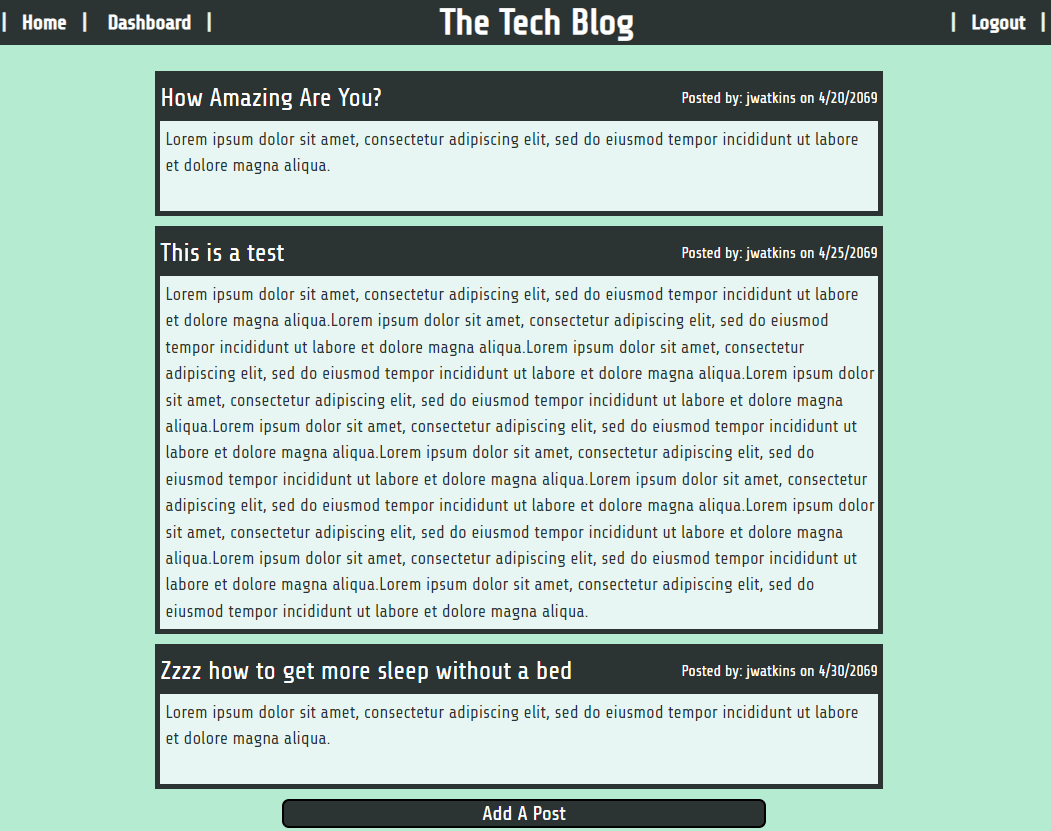 | Home | Dashboard | The Tech Blog | Logout |
How Amazing Are You? Posted by: jwatkins on 4/20/2069
Lorem ipsum dolor sit amet, consectetur adipiscing elit, sed do eiusmod tempor incididunt ut labore
et dolore magna aliqua.
This is a test Posted by: jwatkins on 4/25/2069
Lorem ipsum dolor sit amet, consectetur adipiscing elit, sed do eiusmod tempor incididunt ut labore
et dolore magna aliqua.Lorem ipsum dolor sit amet, consectetur adipiscing elit, sed do eiusmod
tempor incididunt ut labore et dolore magna aliqua.Lorem ipsum dolor sit amet, consectetur
adipiscing elit, sed do eiusmod tempor incididunt ut labore et dolore magna aliqua.Lorem ipsum dolor
sit amet, consectetur adipiscing elit, sed do eiusmod tempor incididunt ut labore et dolore magna
aliqua.Lorem ipsum dolor sit amet, consectetur adipiscing elit, sed do eiusmod tempor incididunt ut
labore et dolore magna aliqua.Lorem ipsum dolor sit amet, consectetur adipiscing elit, sed do
eiusmod tempor incididunt ut labore et dolore magna aliqua.Lorem ipsum dolor sit amet, consectetur
adipiscing elit, sed do eiusmod tempor incididunt ut labore et dolore magna aliqua.Lorem ipsum dolor
sit amet, consectetur adipiscing elit, sed do eiusmod tempor incididunt ut labore et dolore magna
aliqua.Lorem ipsum dolor sit amet, consectetur adipiscing elit, sed do eiusmod tempor incididunt ut
labore et dolore magna aliqua.Lorem ipsum dolor sit amet, consectetur adipiscing elit, sed do
eiusmod tempor incididunt ut labore et dolore magna aliqua.
Zzzz how to get more sleep without a bed Posted by: jwatkins on 4/30/2069
Lorem ipsum dolor sit amet, consectetur adipiscing elit, sed do eiusmod tempor incididunt ut labore
et dolore magna aliqua.
Add A Post